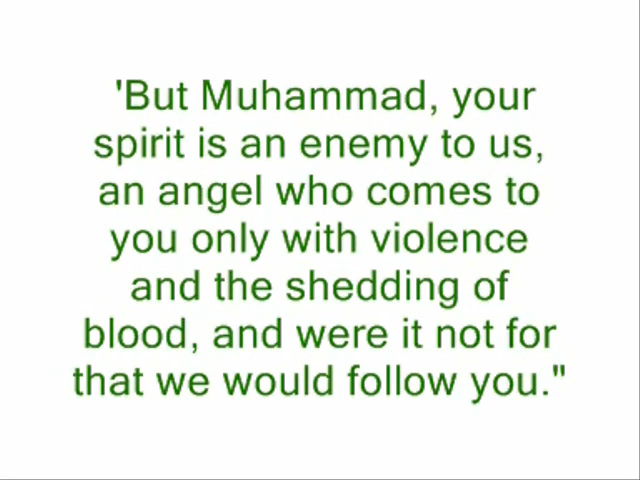 'But Muhammad, your
spirit is an enemy to us,
an angel who comes to
you only with violence
and the shedding of
blood, and were it not for
that we would follow you."